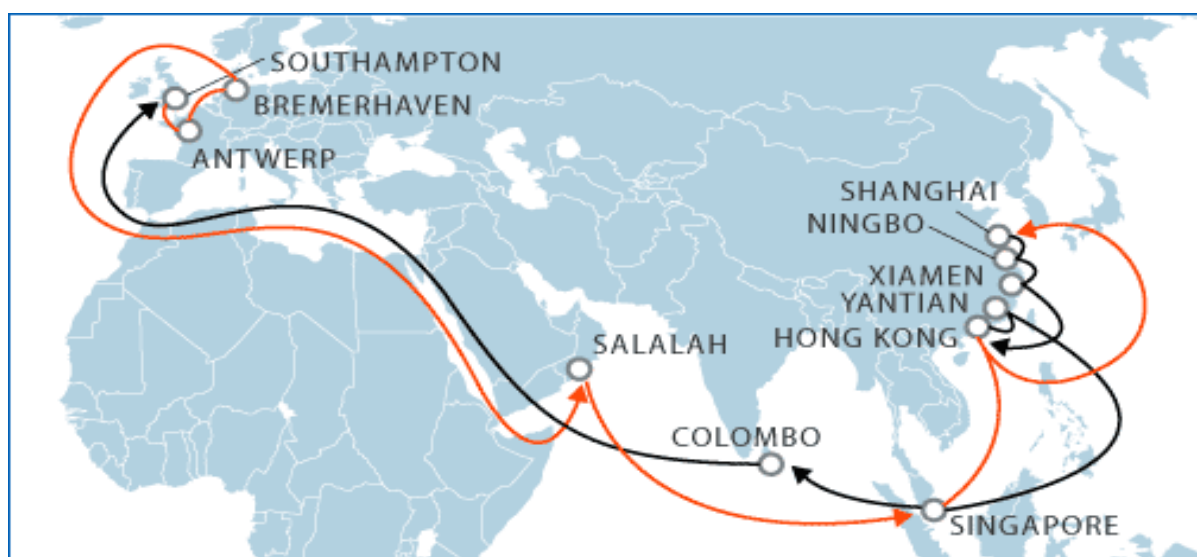 SOUTHAMPTON
BREMERHAVEN
ANTWERP
SHANGHAI
NINGBO
XIAMEN
YANTIAN
HONG KONG
SALALAH
COLOMBO
SINGAPORE